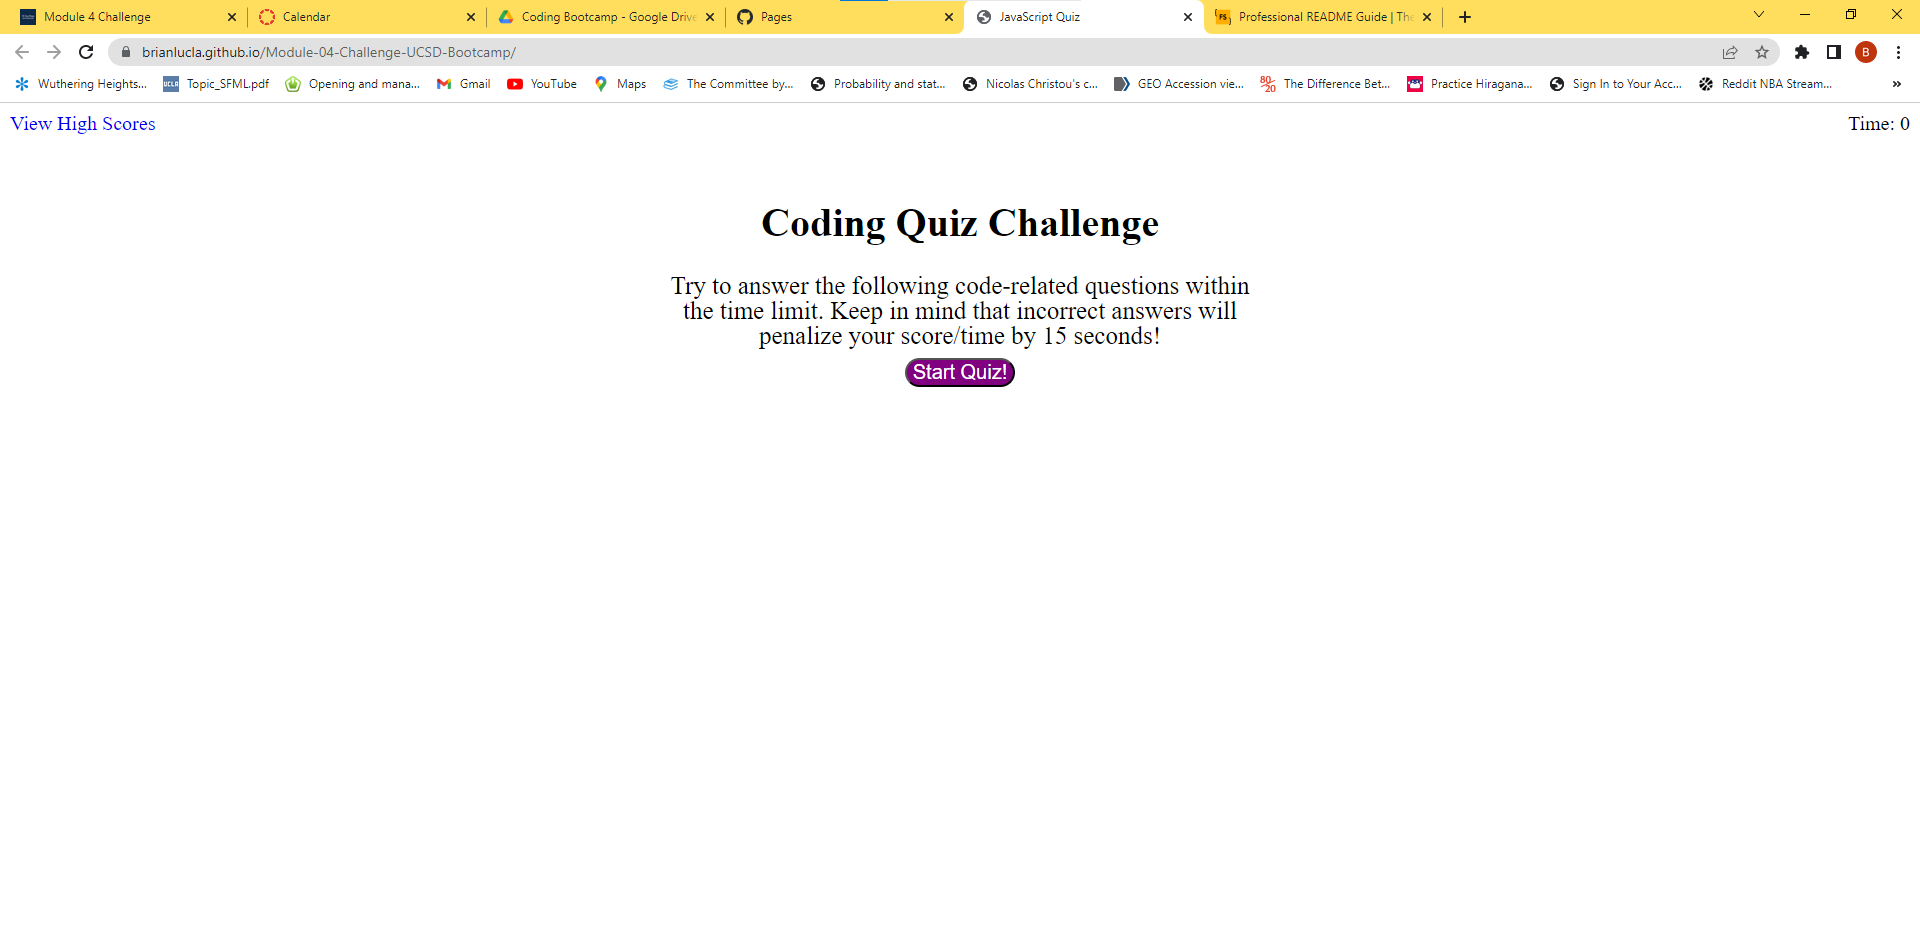 Module 4 Challenge
Calendar
Coding Bootcamp - Google Drive
Pages
JavaScript Quiz
Professional README Guide | The
brianlucla.github.io/Module-04-Challenge-UCSD-Bootcamp/
B
Wuthering Heights...
UCLA
Topic_SFML.pdf
Opening and mana...
Gmail
YouTube
Maps
The Committee by...
Probability and stat...
Nicolas Christou's c...
GEO Accession vie...
80/20
The Difference Bet...
Practice Hiragana...
Sign In to Your Acc...
Reddit NBA Stream...
View High Scores
Time: 0
Coding Quiz Challenge
Try to answer the following code-related questions within
the time limit. Keep in mind that incorrect answers will
penalize your score/time by 15 seconds!
Start Quiz!